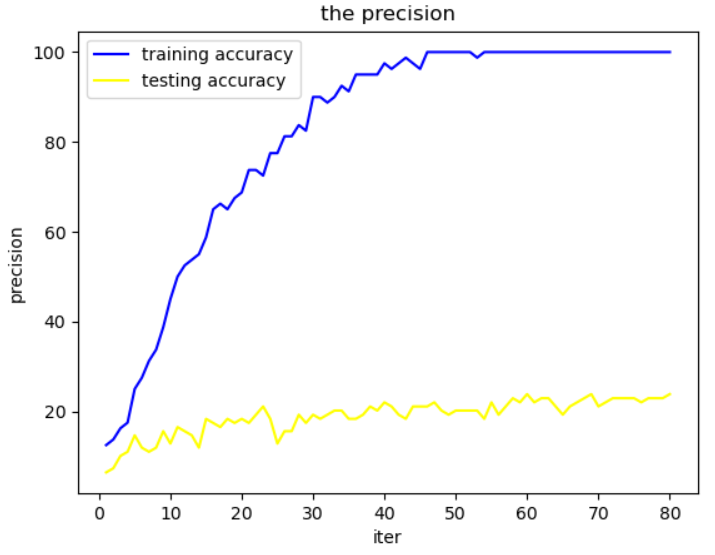 the precision
training accuracy
testing accuracy
precision
100
80
60
40
20
0 10 20 30 40 50 60 70 80
iter